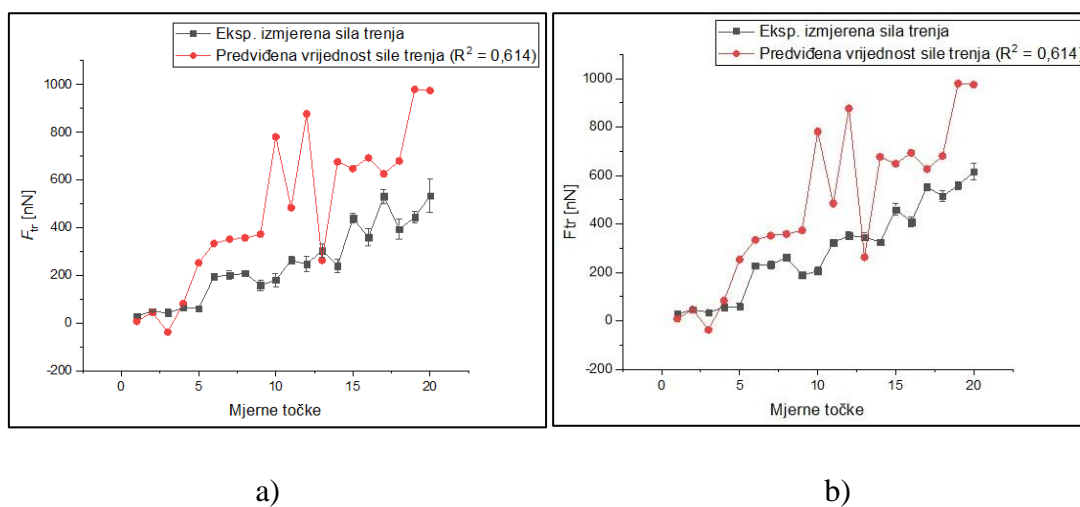 Eksp. izmjerena sila trenja
Predviđena vrijednost sile trenja (R² = 0,614)
1000
800
600
400
200
0
-200
Ftr [nN]
0 5 10 15 20
Mjerne točke
a)
Eksp. izmjerena sila trenja
Predviđena vrijednost sile trenja (R² = 0,614)
1000
800
600
400
200
0
-200
Ftr [nN]
0 5 10 15 20
Mjerne točke
b)